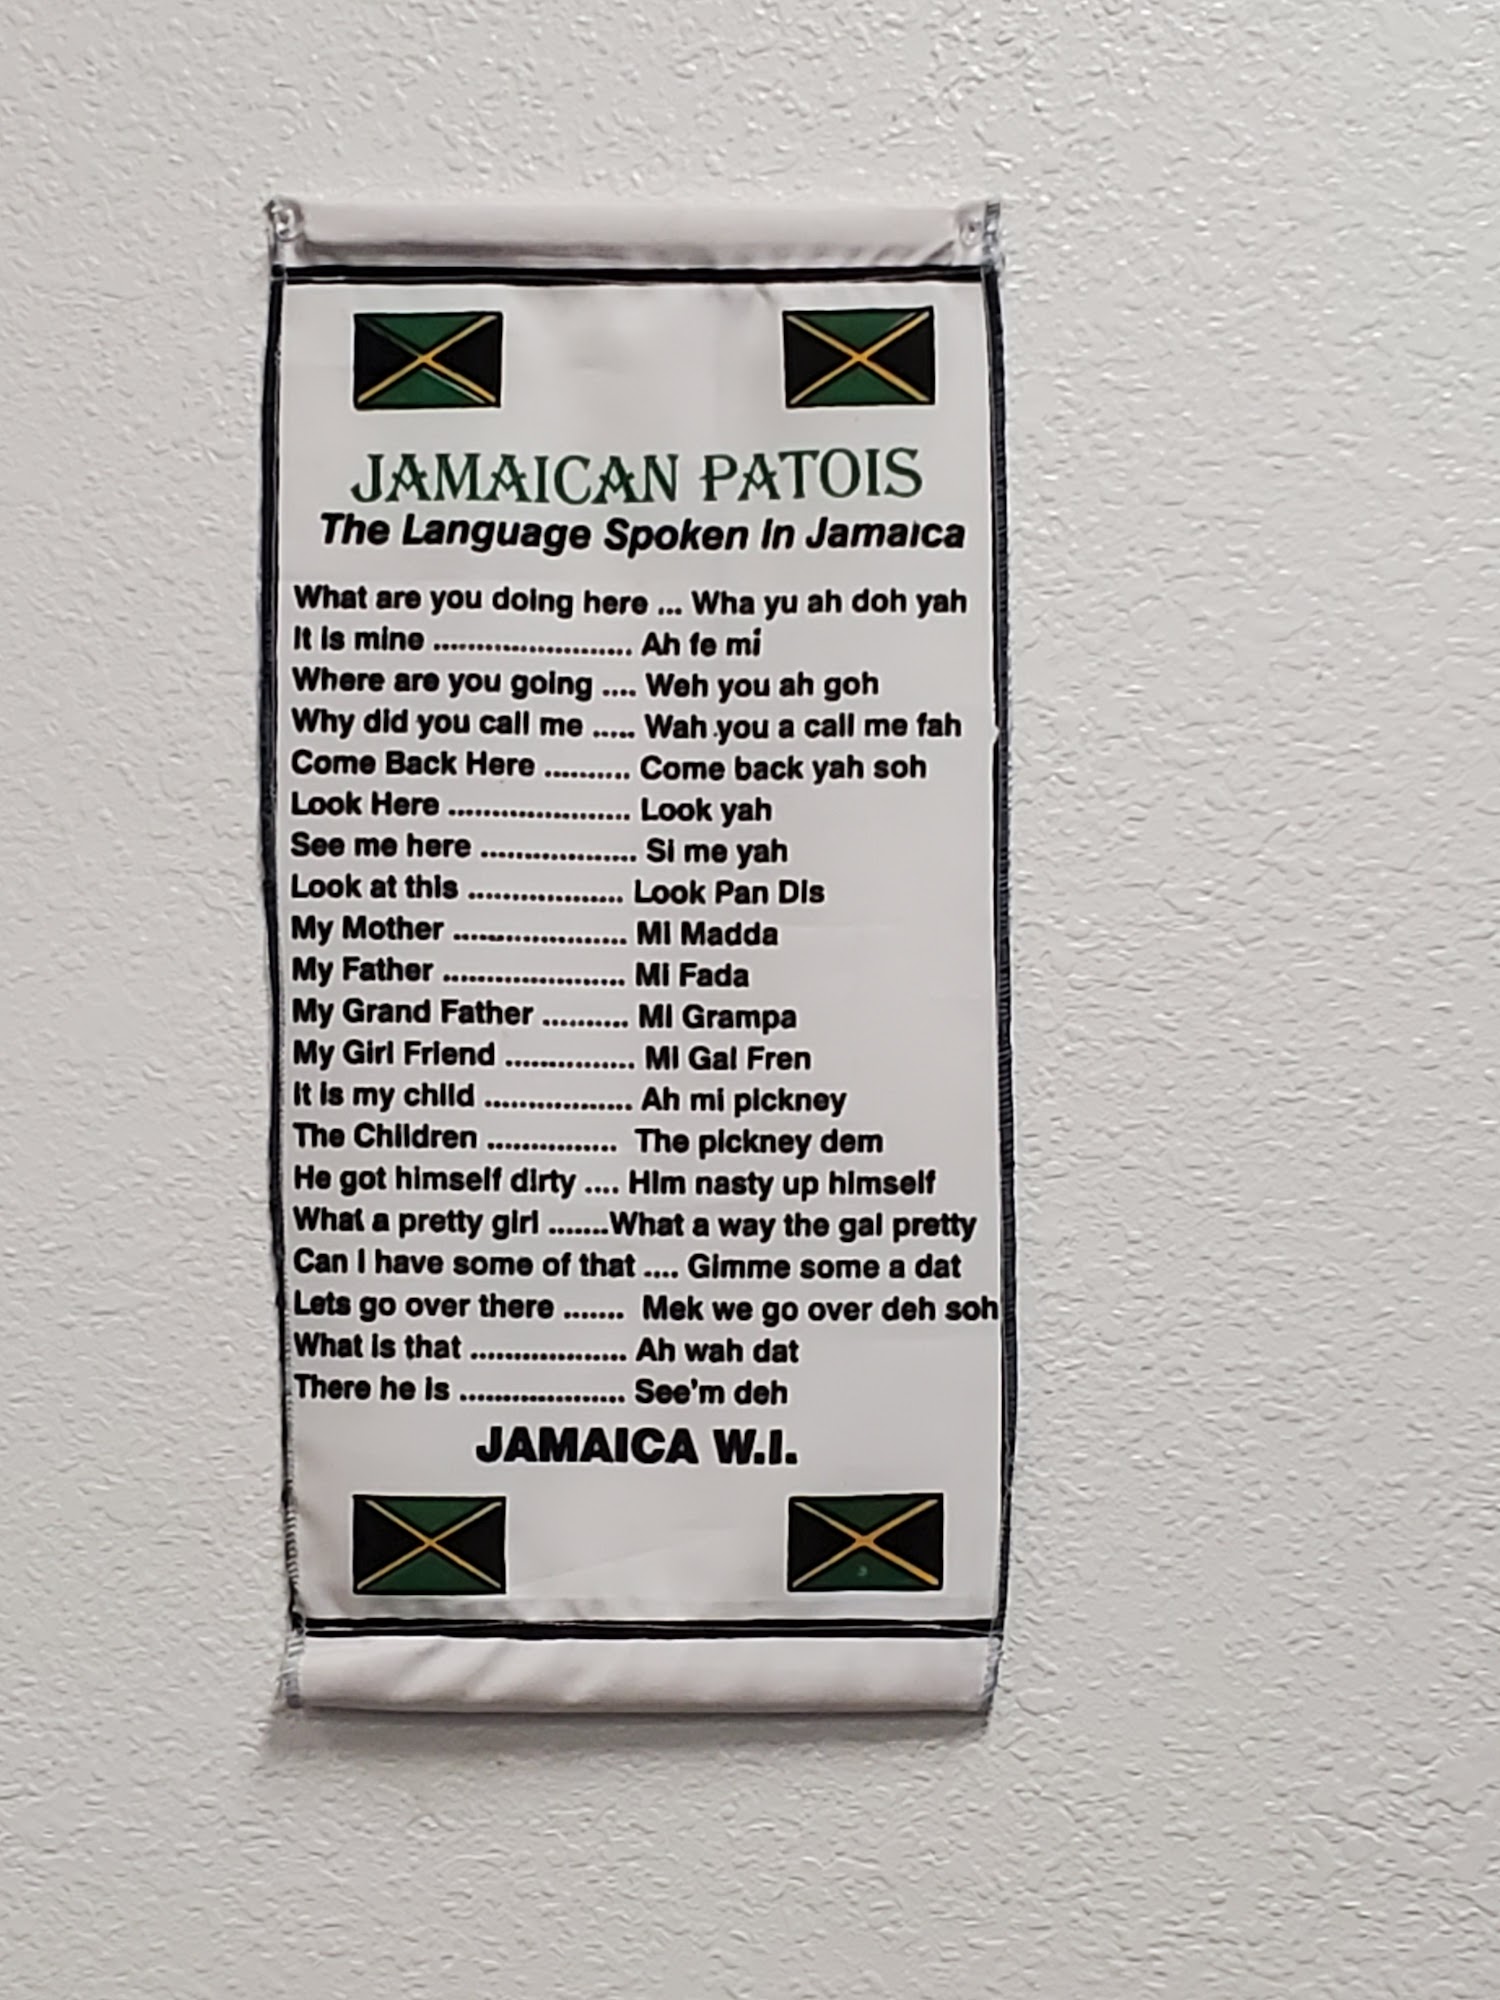 JAMAICAN PATOIS
The Language Spoken In Jamaica
What are you doing here ... Wha yu ah doh yah
It is mine ....................... Ah fe mi
Where are you going .... Weh you ah goh
Why did you call me ..... Wah you a call me fah
Come Back Here .......... Come back yah soh
Look Here ..................... Look yah
See me here .................. Si me yah
Look at this .................. Look Pan Dis
My Mother .................... Mi Madda
My Father ..................... Mi Fada
My Grand Father .......... Mi Grampa
My Girl Friend ............... Mi Gal Fren
It is my child ................. Ah mi pickney
The Children ............... The pickney dem
He got himself dirty .... Him nasty up himself
What a pretty girl .......What a way the gal pretty
Can I have some of that .... Gimme some a dat
Lets go over there ....... Mek we go over deh soh
What is that .................. Ah wah dat
There he is ................... See'm deh
JAMAICA W.I.